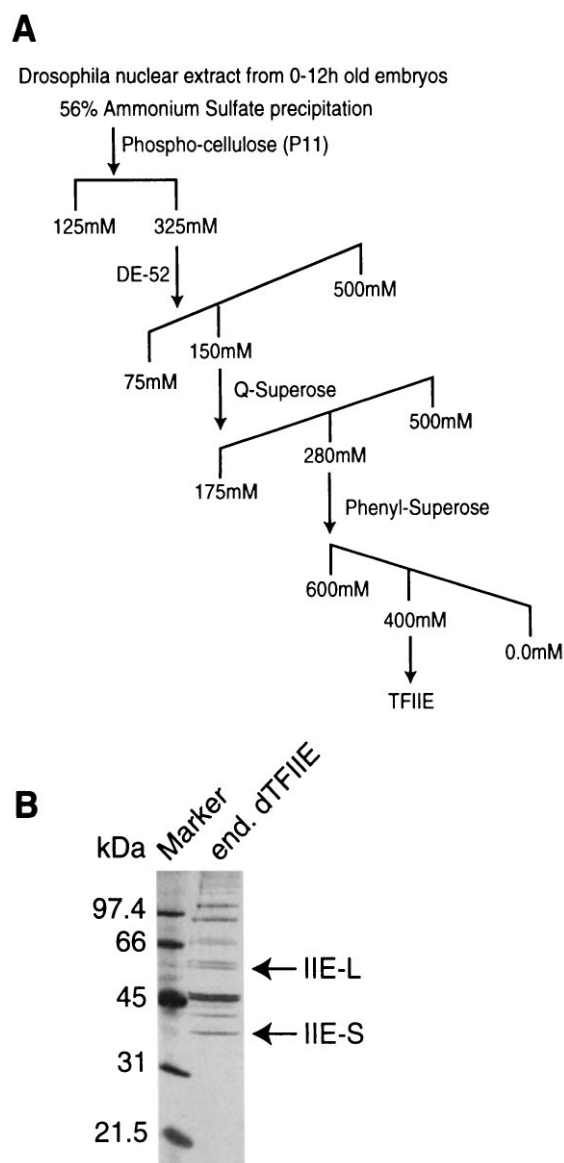 A
Drosophila nuclear extract from 0-12h old embryos
56% Ammonium Sulfate precipitation
Phospho-cellulose (P11)
125mM 325mM
DE-52
500mM
150mM
75mM
Q-Superose
500mM
280mM
175mM
Phenyl-Superose
600mM
400mM
0.0mM
TFIIE
B
kDa Marker end. dTFIIE
97.4
66
IIE-L
45
IIE-S
31
21.5